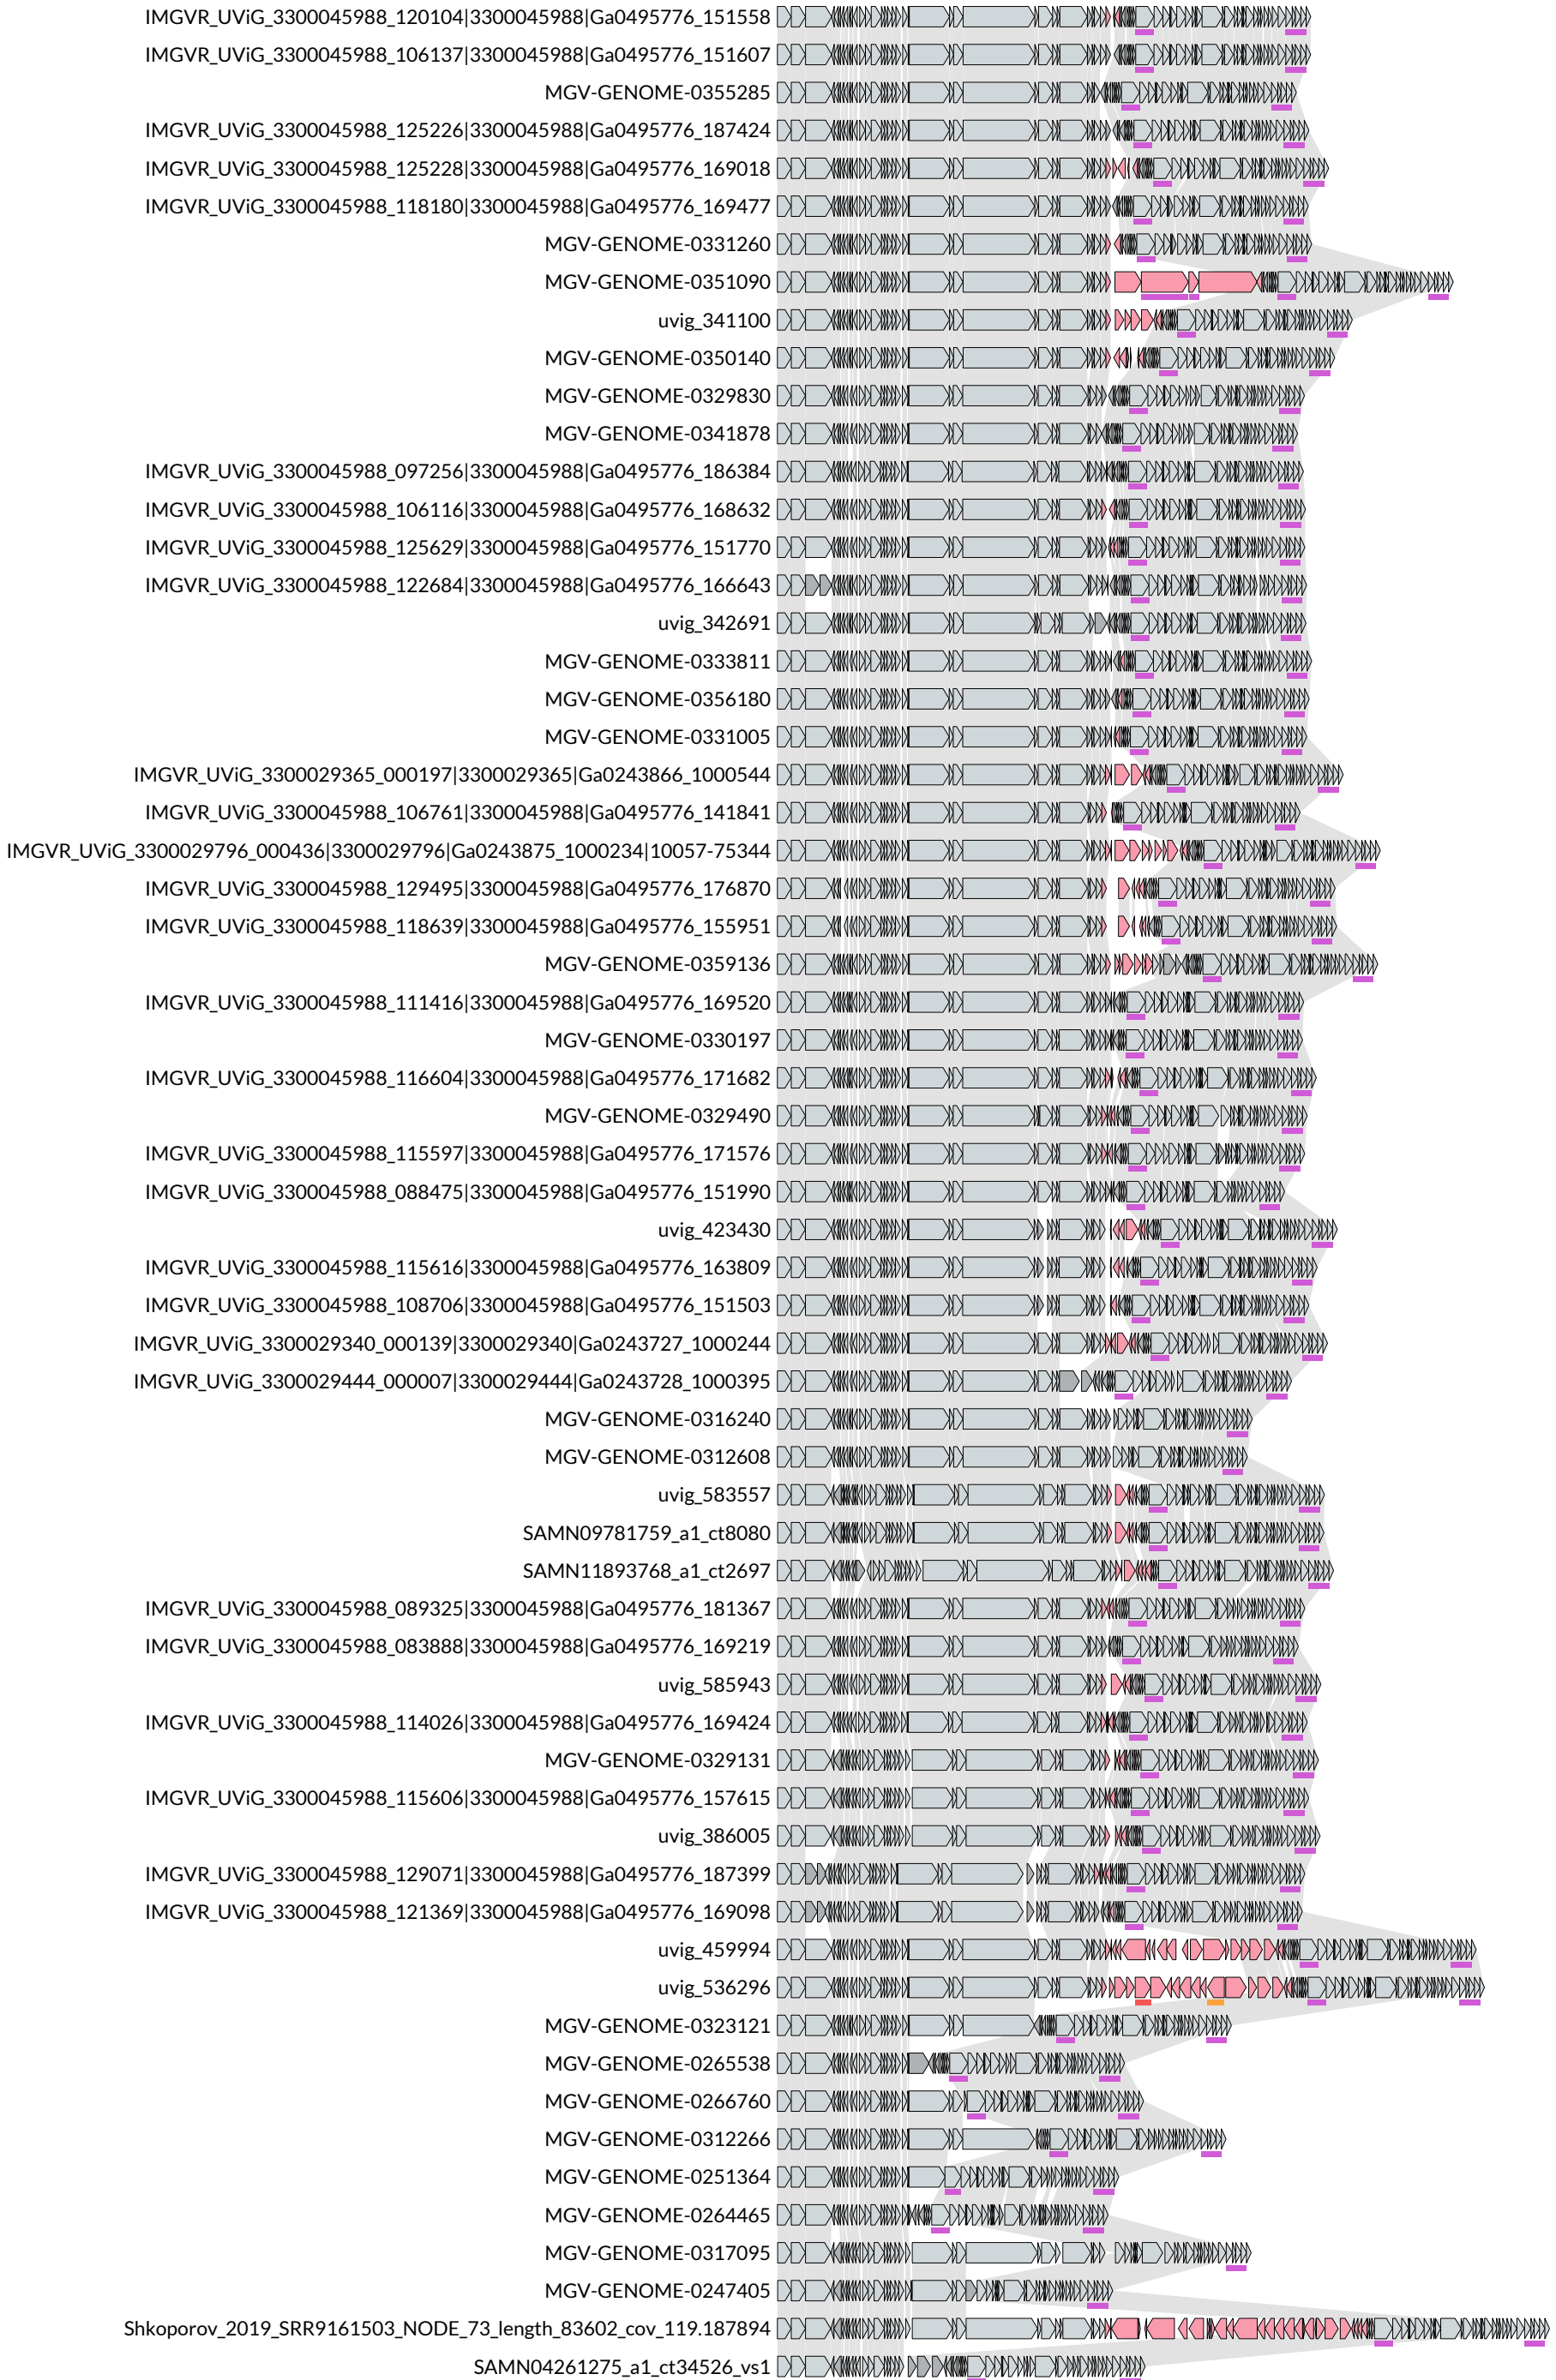 IMGVR_UViG_3300045988_120104|3300045988|Ga0495776_151558
IMGVR_UViG_3300045988_106137|3300045988|Ga0495776_151607
MGV-GENOME-0355285
IMGVR_UViG_3300045988_125226|3300045988|Ga0495776_187424
IMGVR_UViG_3300045988_125228|3300045988|Ga0495776_169018
IMGVR_UViG_3300045988_118180|3300045988|Ga0495776_169477
MGV-GENOME-0331260
MGV-GENOME-0351090
uvig_341100
MGV-GENOME-0350140
MGV-GENOME-0329830
MGV-GENOME-0341878
IMGVR_UViG_3300045988_097256|3300045988|Ga0495776_186384
IMGVR_UViG_3300045988_106116|3300045988|Ga0495776_168632
IMGVR_UViG_3300045988_125629|3300045988|Ga0495776_151770
IMGVR_UViG_3300045988_122684|3300045988|Ga0495776_166643
uvig_342691
MGV-GENOME-0333811
MGV-GENOME-0356180
MGV-GENOME-0331005
IMGVR_UViG_3300029365_000197|3300029365|Ga0243866_1000544
IMGVR_UViG_3300045988_106761|3300045988|Ga0495776_141841
IMGVR_UViG_3300029796_000436|3300029796|Ga0243875_1000234|10057-75344
IMGVR_UViG_3300045988_129495|3300045988|Ga0495776_176870
IMGVR_UViG_3300045988_118639|3300045988|Ga0495776_155951
MGV-GENOME-0359136
IMGVR_UViG_3300045988_111416|3300045988|Ga0495776_169520
MGV-GENOME-0330197
IMGVR_UViG_3300045988_116604|3300045988|Ga0495776_171682
MGV-GENOME-0329490
IMGVR_UViG_3300045988_115597|3300045988|Ga0495776_171576
IMGVR_UViG_3300045988_088475|3300045988|Ga0495776_151990
uvig_423430
IMGVR_UViG_3300045988_115616|3300045988|Ga0495776_163809
IMGVR_UViG_3300045988_108706|3300045988|Ga0495776_151503
IMGVR_UViG_3300029340_000139|3300029340|Ga0243727_1000244
IMGVR_UViG_3300029444_000007|3300029444|Ga0243728_1000395
MGV-GENOME-0316240
MGV-GENOME-0312608
uvig_583557
SAMN09781759_a1_ct8080
SAMN11893768_a1_ct2697
IMGVR_UViG_3300045988_089325|3300045988|Ga0495776_181367
IMGVR_UViG_3300045988_083888|3300045988|Ga0495776_169219
uvig_585943
IMGVR_UViG_3300045988_114026|3300045988|Ga0495776_169424
MGV-GENOME-0329131
IMGVR_UViG_3300045988_115606|3300045988|Ga0495776_157615
uvig_386005
IMGVR_UViG_3300045988_129071|3300045988|Ga0495776_187399
IMGVR_UViG_3300045988_121369|3300045988|Ga0495776_169098
uvig_459994
uvig_536296
MGV-GENOME-0323121
MGV-GENOME-0265538
MGV-GENOME-0266760
MGV-GENOME-0312266
MGV-GENOME-0251364
MGV-GENOME-0264465
MGV-GENOME-0317095
MGV-GENOME-0247405
Shkoporov_2019_SRR9161503_NODE_73_length_83602_cov_119.187894
SAMN04261275_a1_ct34526_vs1